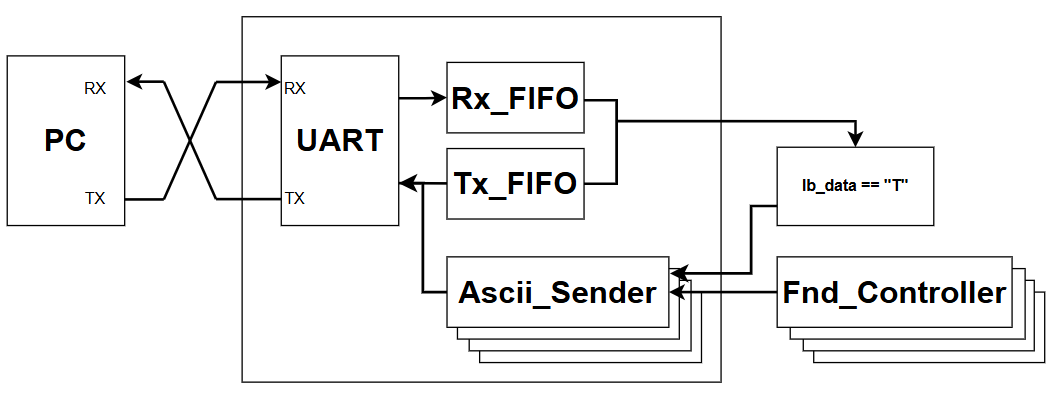 PC
RX
TX
UART
RX
TX
Rx_FIFO
Tx_FIFO
Ascii_Sender
lb_data == "T"
Fnd_Controller